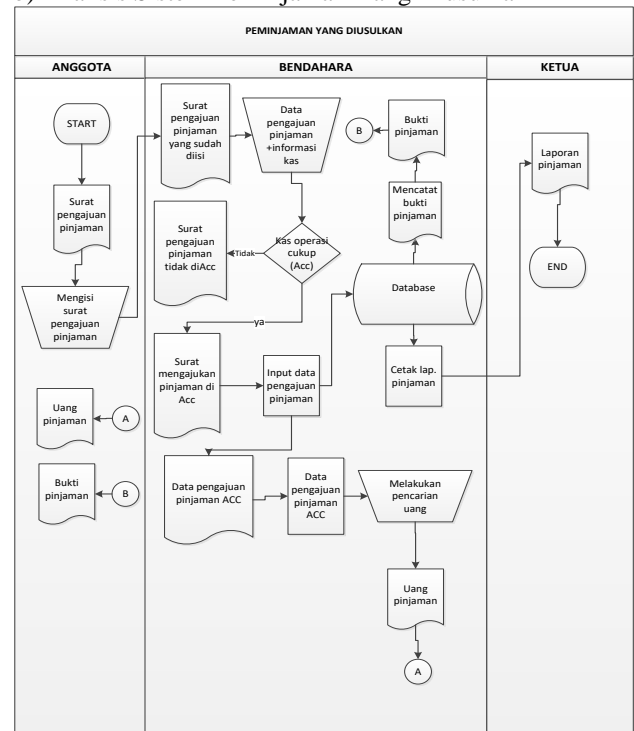 PEMINJAMAN YANG DIUSULKAN
ANGGOTA
BENDAHARA
KETUA
START
Surat
pengajuan
pinjaman
Mengisi
surat
pengajuan
pinjaman
Uang
pinjaman
A
Bukti
pinjaman
B
Surat
pengajuan
pinjaman
yang sudah
diisi
Data
pengajuan
pinjaman
+informasi
kas
B
Bukti
pinjaman
Mencatat
bukti
pinjaman
Surat
pengajuan
pinjaman
tidak diAcc
Tidak
Kas operasi
cukup
(Acc)
ya
Database
Surat
mengajukan
pinjaman di
Acc
Input data
pengajuan
pinjaman
Cetak lap.
pinjaman
Data pengajuan
pinjaman ACC
Data
pengajuan
pinjaman
ACC
Melakukan
pencarian
uang
Uang
pinjaman
A
Laporan
pinjaman
END